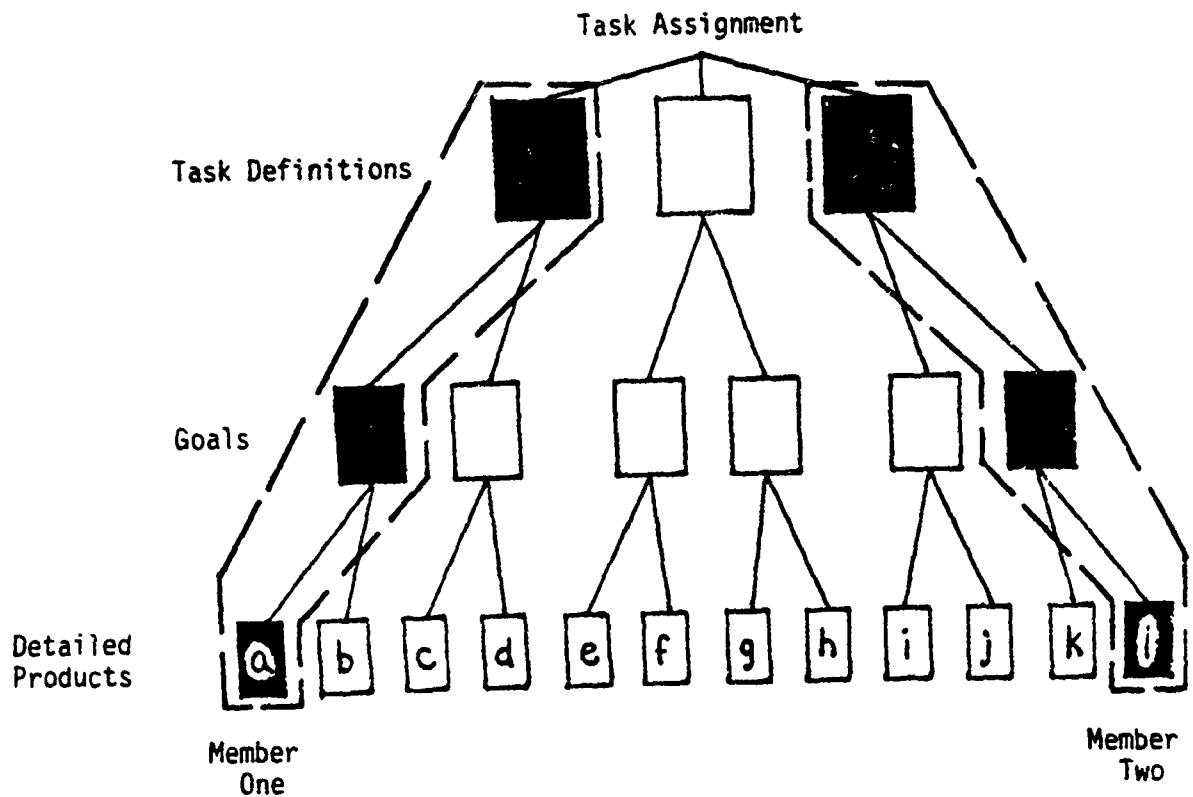 Task Assignment
Task Definitions
Goals
Detailed
Products
a b c d e f g h i j k l
Member
One
Member
Two